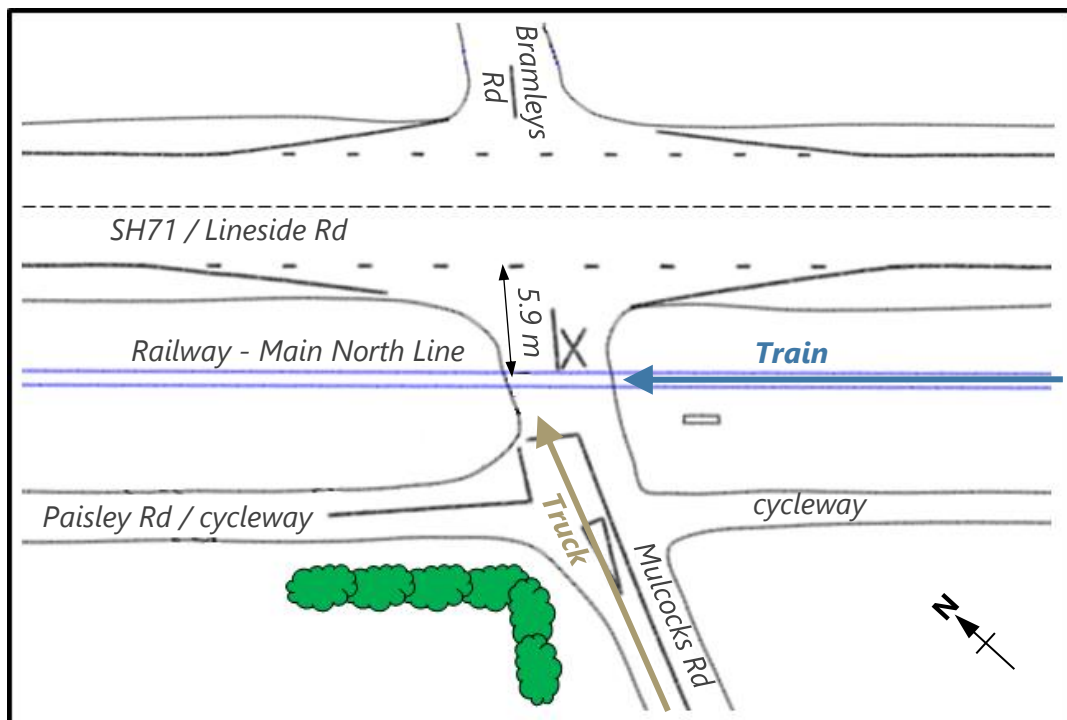 Bramleys
Rd
SH71 / Lineside Rd
5.9 m
Railway - Main North Line
Train
Paisley Rd / cycleway
Truck
cycleway
Mulcocks Rd
N